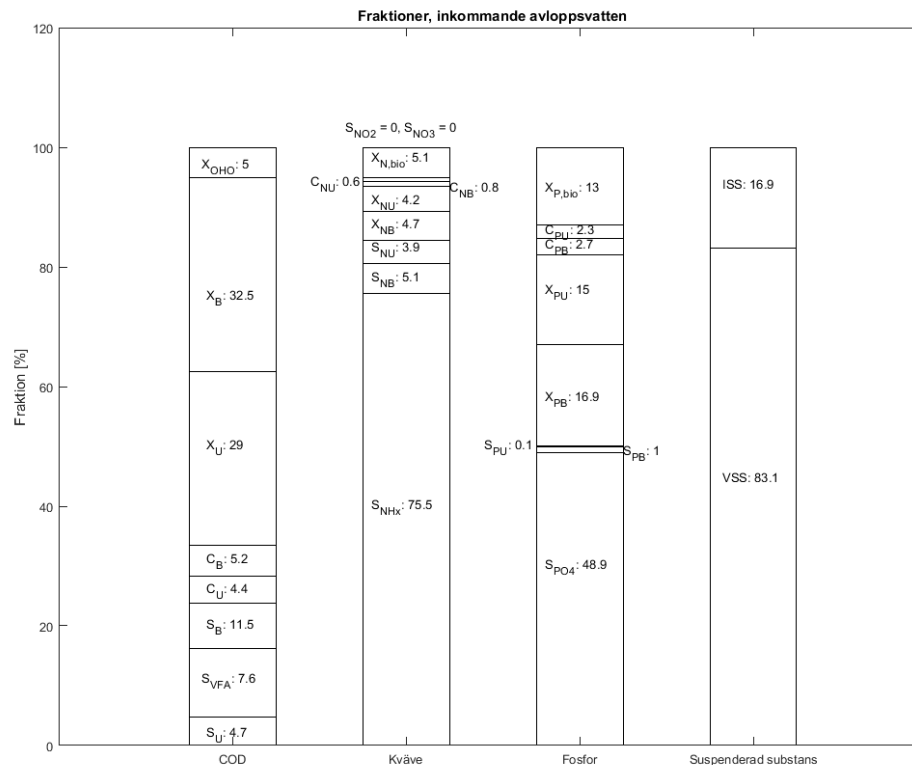 Fraktioner, inkommande avloppsvatten
Fraktion [%]
120
100
80
60
40
20
0
X_OHO: 5
X_B: 32.5
X_U: 29
C_B: 5.2
C_U: 4.4
S_B: 11.5
S_VFA: 7.6
S_U: 4.7
S_NO2 = 0, S_NO3 = 0
X_N,bio: 5.1
C_NU: 0.6
C_NB: 0.8
X_NU: 4.2
X_NB: 4.7
S_NU: 3.9
S_NB: 5.1
S_NHx: 75.5
X_P,bio: 13
C_PU: 2.3
C_PB: 2.7
X_PU: 15
X_PB: 16.9
S_PU: 0.1
S_PB: 1
S_PO4: 48.9
ISS: 16.9
VSS: 83.1
COD
Kväve
Fosfor
Suspenderad substans